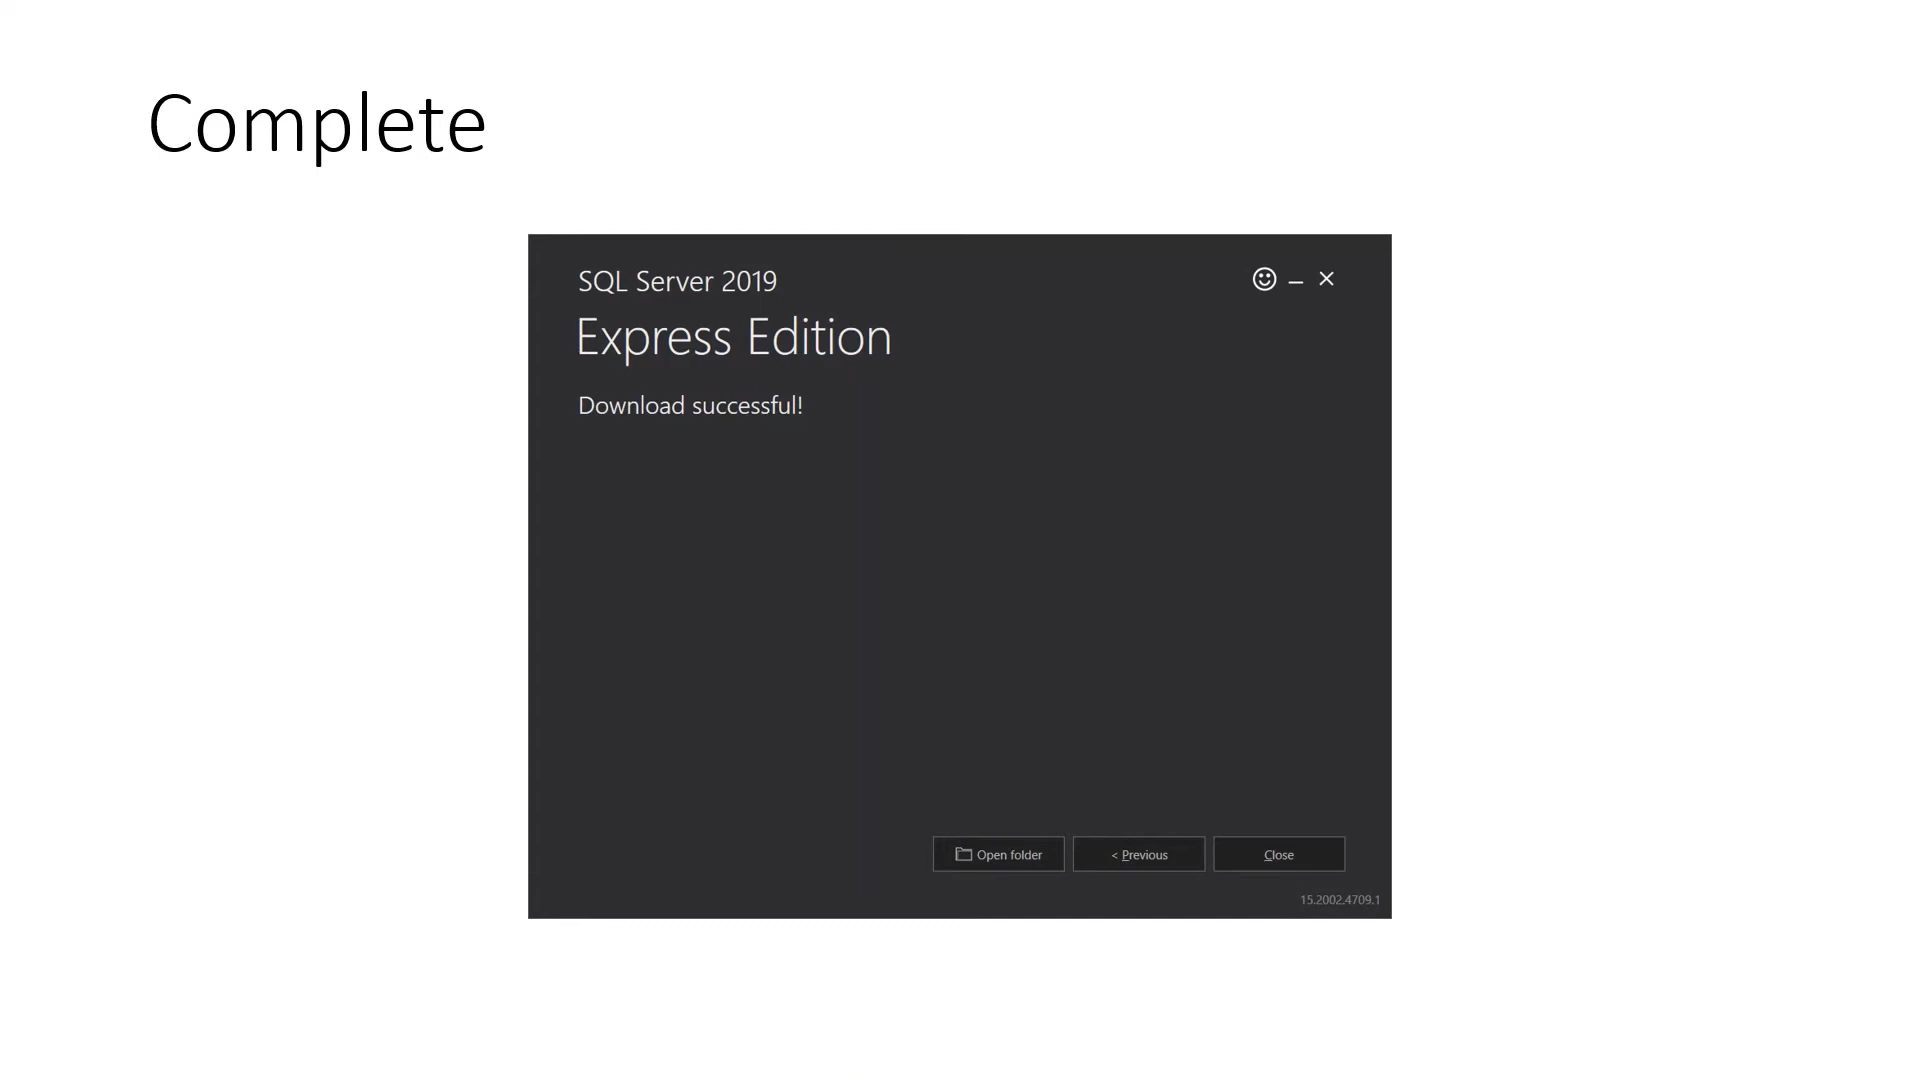 Complete
SQL Server 2019
Express Edition
Download successful!
Open folder
< Previous
Close
15.2002.4709.1